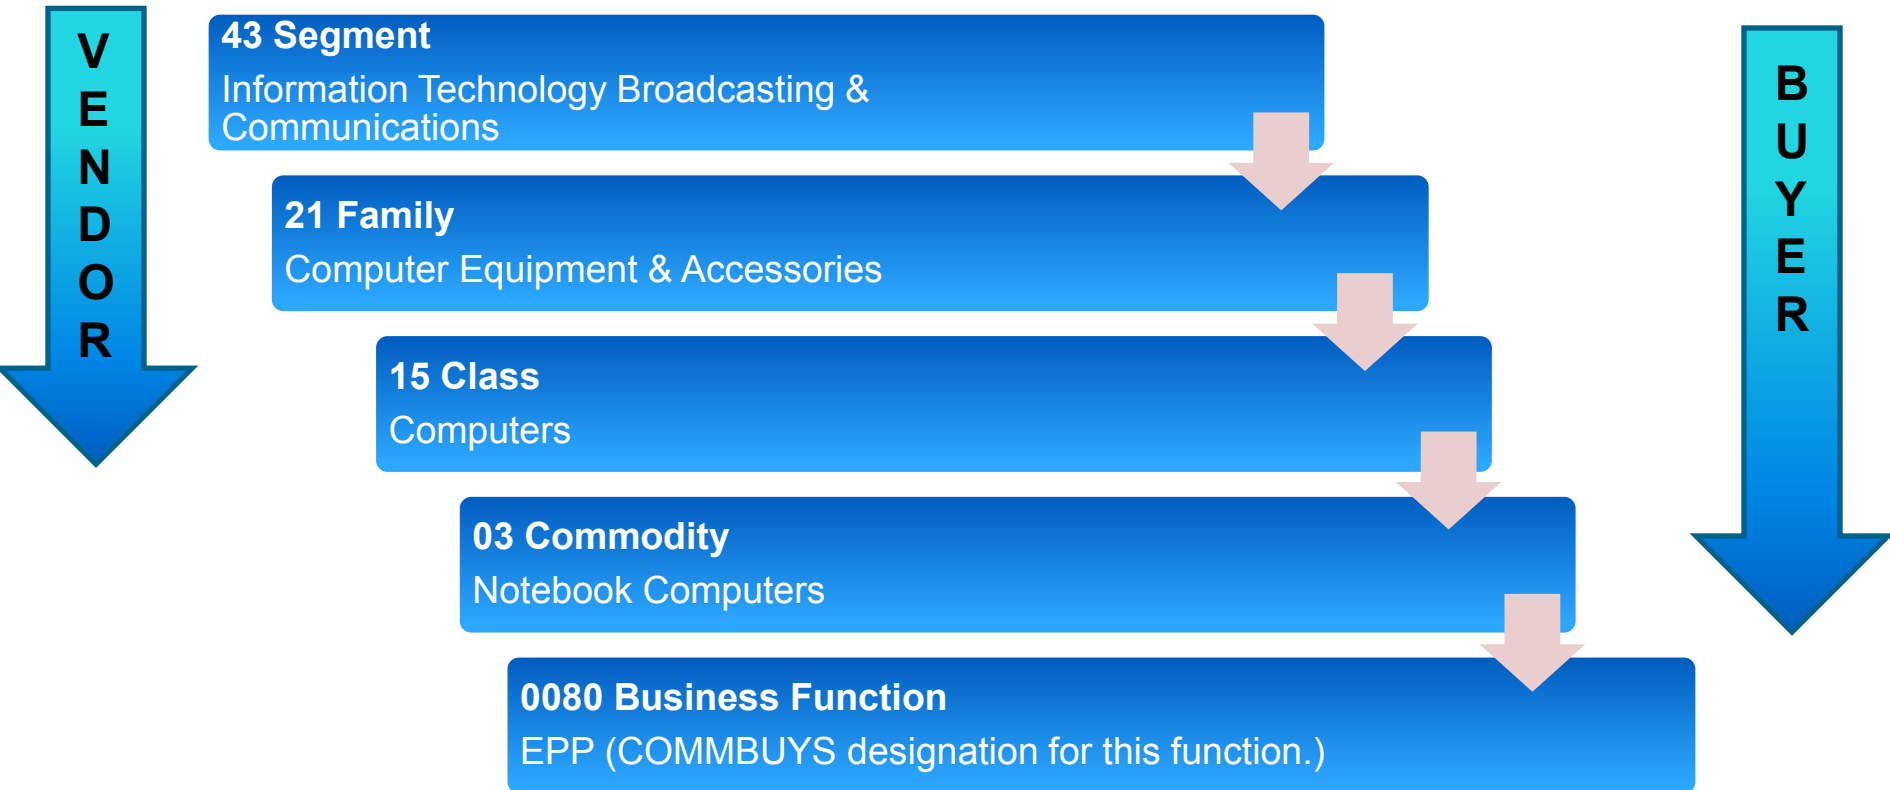 VENDOR
43 Segment
Information Technology Broadcasting &
Communications
21 Family
Computer Equipment & Accessories
15 Class
Computers
03 Commodity
Notebook Computers
0080 Business Function
EPP (COMMBUYS designation for this function.)
BUYER